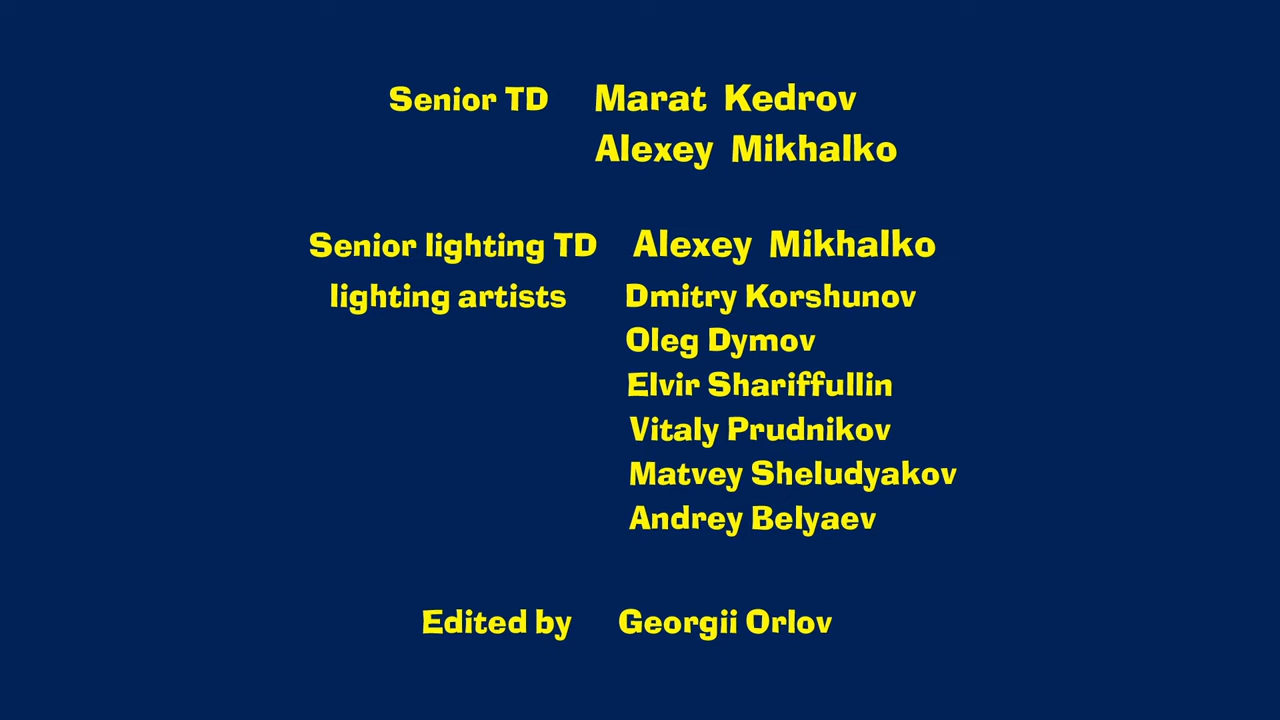 Senior TD Marat Kedrov
Alexey Mikhalko
Senior lighting TD Alexey Mikhalko
lighting artists Dmitry Korshunov
Oleg Dymov
Elvir Shariffullin
Vitaly Prudnikov
Matvey Sheludyakov
Andrey Belyaev
Edited by Georgii Orlov